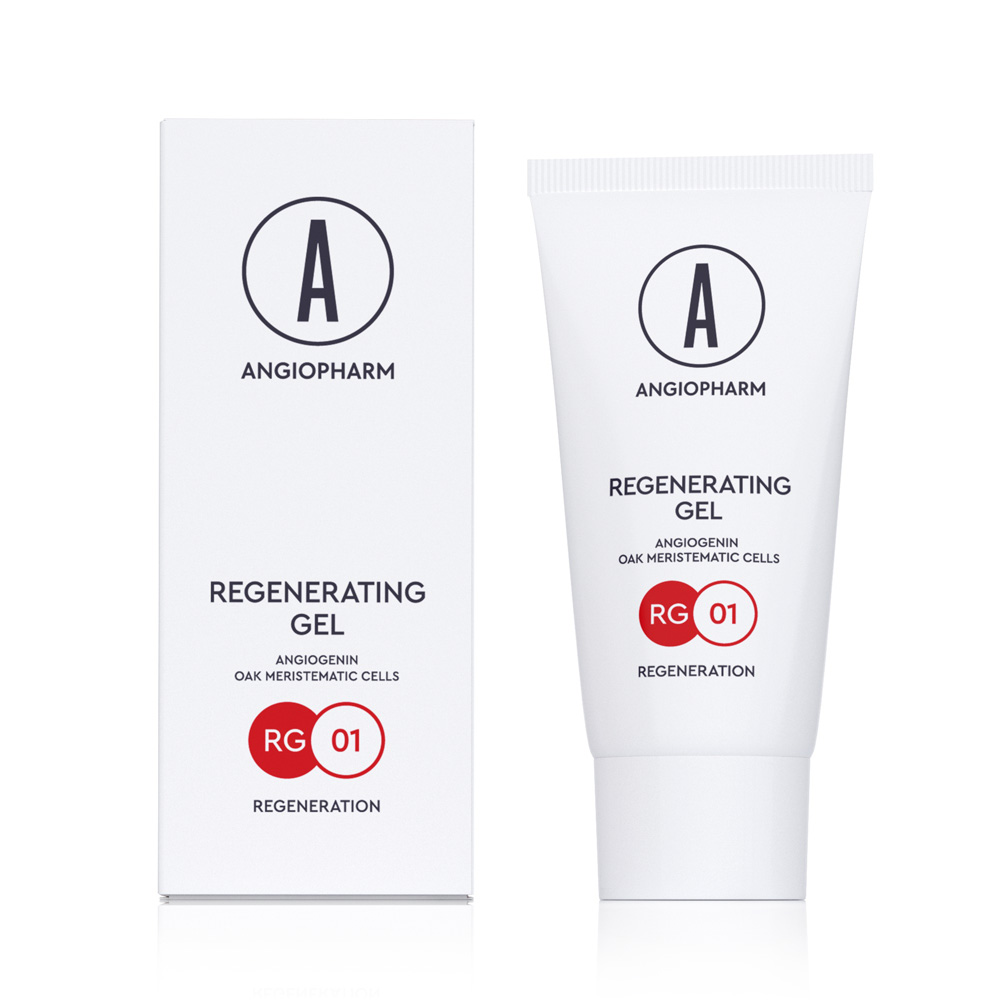 A
ANGIOPHARM
REGENERATING
GEL
ANGIOGENIN
OAK MERISTEMATIC CELLS
RG 01
REGENERATION
A
ANGIOPHARM
REGENERATING
GEL
ANGIOGENIN
OAK MERISTEMATIC CELLS
RG 01
REGENERATION